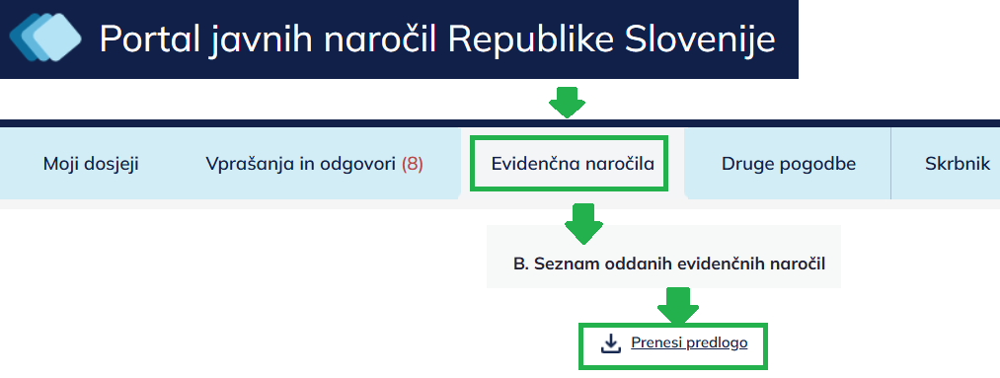 Portal javnih naročil Republike Slovenije
Moji dosjeji Vprašanja in odgovori (8) Evidenčna naročila Druge pogodbe Skrbnik
B. Seznam oddanih evidenčnih naročil
Prenesi predlogo